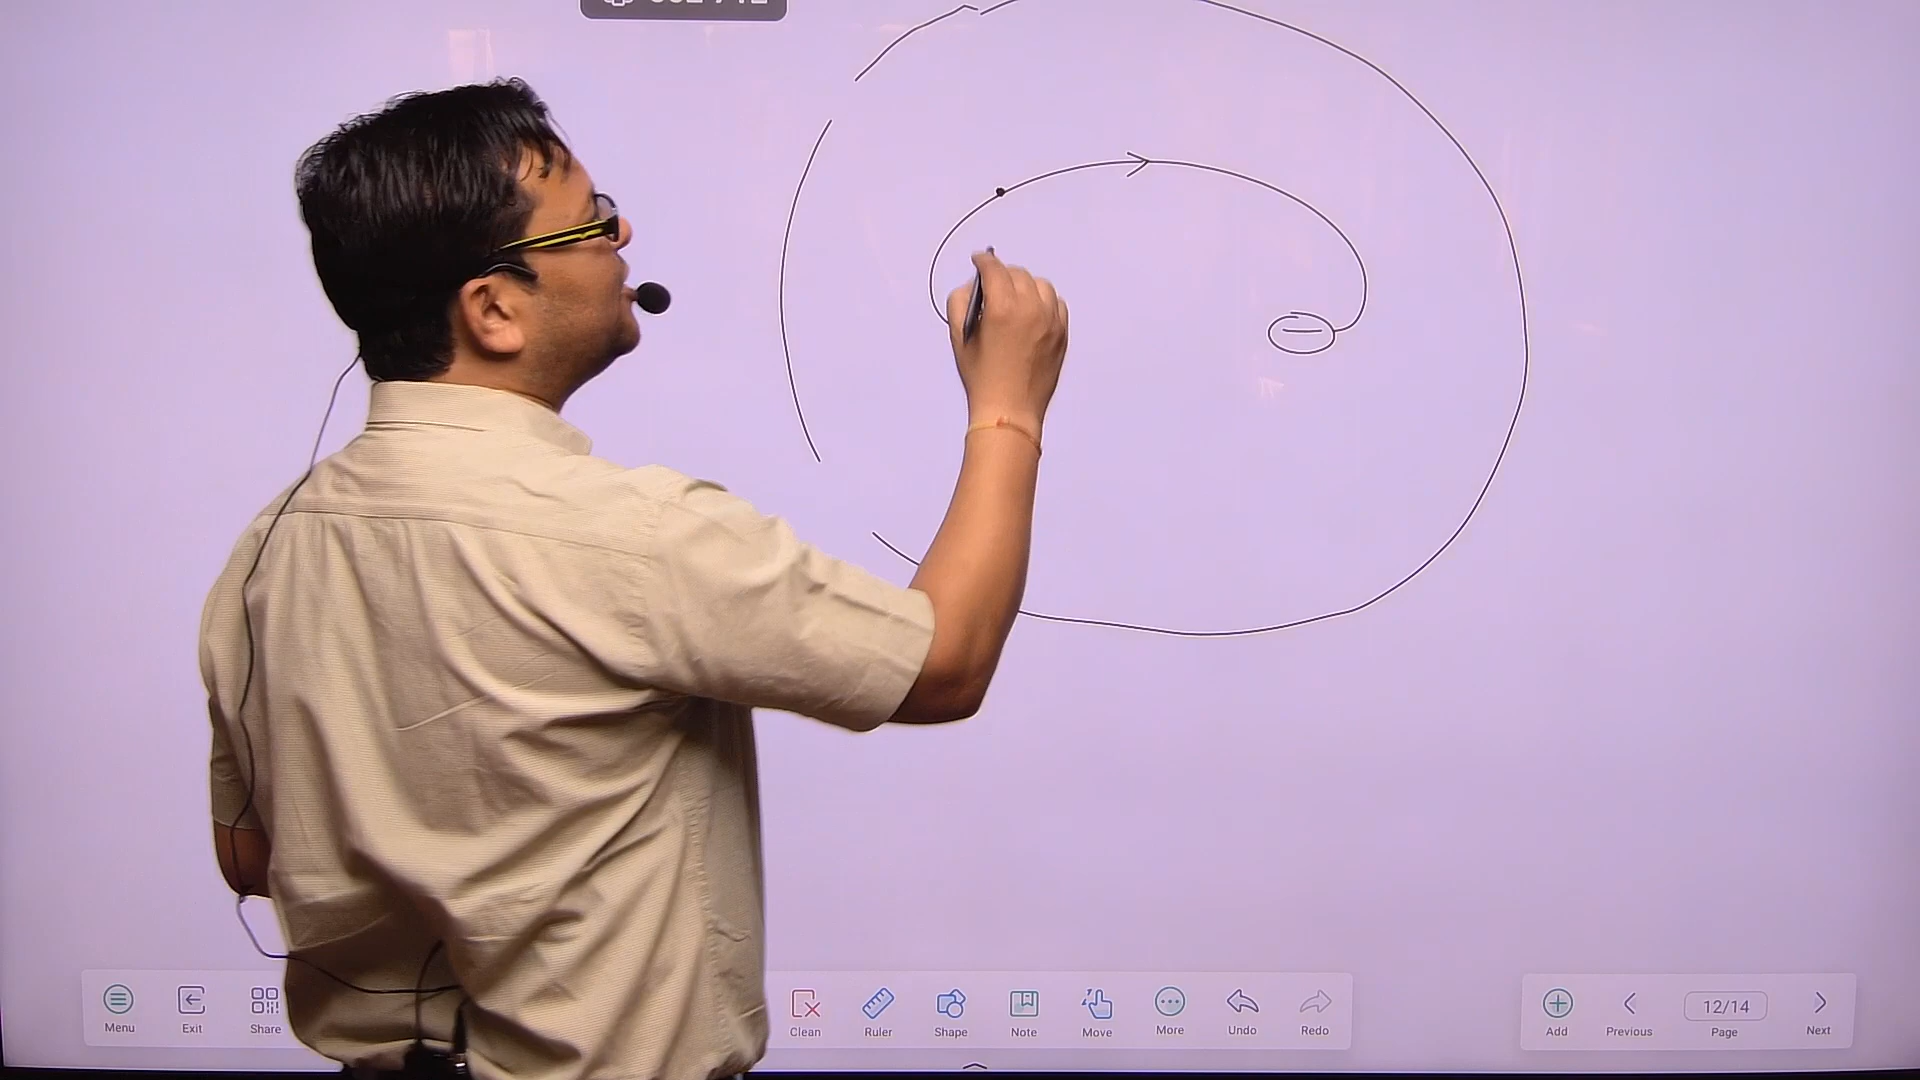 Menu
Exit
Share
Clean
Ruler
Shape
Note
Move
More
Undo
Redo
Add
Previous
12/14
Page
Next